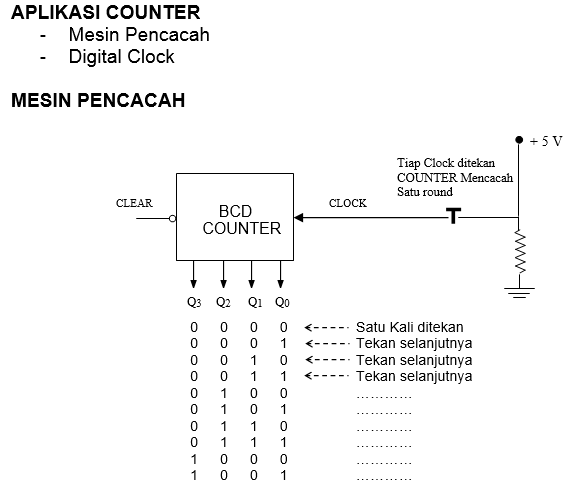 APLIKASI COUNTER
- Mesin Pencacah
- Digital Clock
MESIN PENCACAH
+ 5 V
Tiap Clock ditekan
COUNTER Mencacah
Satu round
CLEAR
BCD
COUNTER
CLOCK
Q3 Q2 Q1 Q0
0 0 0 0 Satu Kali ditekan
0 0 0 1 Tekan selanjutnya
0 0 1 0 Tekan selanjutnya
0 0 1 1 Tekan selanjutnya
0 1 0 0 …………
0 1 0 1 …………
0 1 1 0 …………
0 1 1 1 …………
1 0 0 0 …………
1 0 0 1 …………